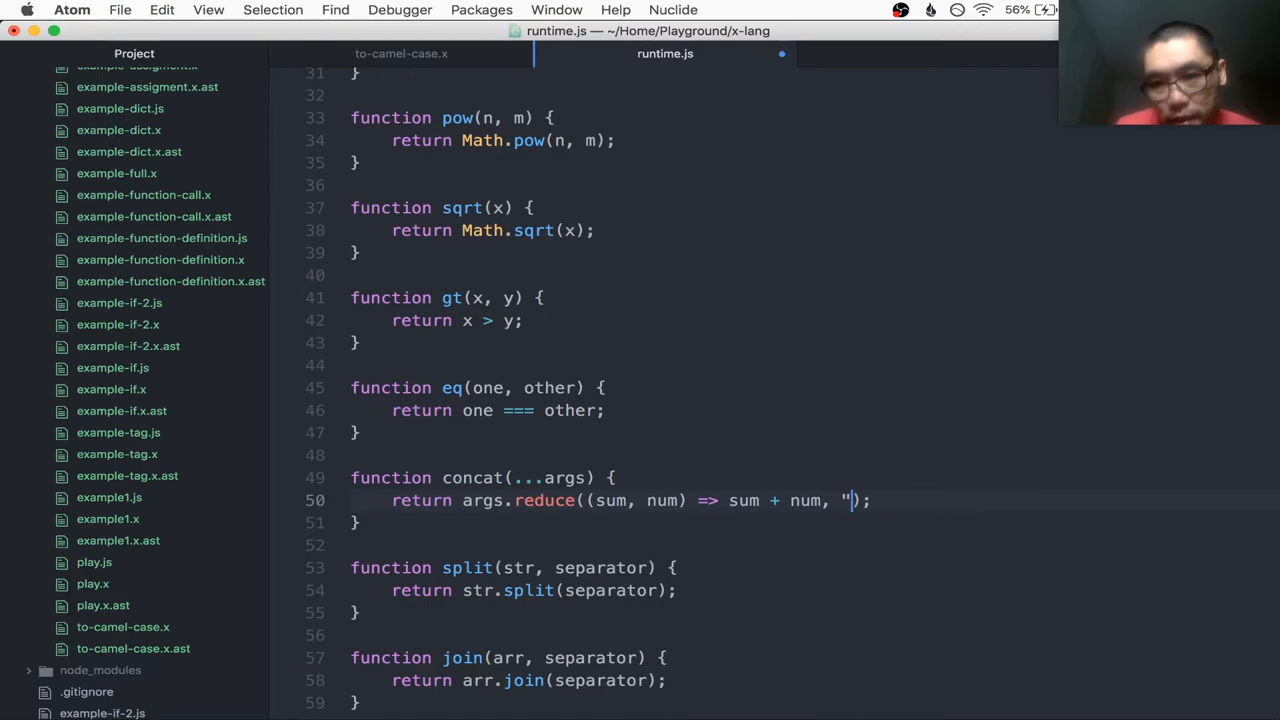 Atom File Edit View Selection Find Debugger Packages Window Help Nuclide 56%
runtime.js — ~/Home/Playground/x-lang
Project to-camel-case.x runtime.js
example-assigment.x
example-assigment.x.ast
example-dict.js
example-dict.x
example-dict.x.ast
example-full.x
example-function-call.x
example-function-call.x.ast
example-function-definition.js
example-function-definition.x
example-function-definition.x.ast
example-if-2.js
example-if-2.x
example-if-2.x.ast
example-if.js
example-if.x
example-if.x.ast
example-tag.js
example-tag.x
example-tag.x.ast
example1.js
example1.x
example1.x.ast
play.js
play.x
play.x.ast
to-camel-case.x
to-camel-case.x.ast
node_modules
.gitignore
example-if-2.js
31 }
32
33 function pow(n, m) {
34 return Math.pow(n, m);
35 }
36
37 function sqrt(x) {
38 return Math.sqrt(x);
39 }
40
41 function gt(x, y) {
42 return x > y;
43 }
44
45 function eq(one, other) {
46 return one === other;
47 }
48
49 function concat(...args) {
50 return args.reduce((sum, num) => sum + num, ");
51 }
52
53 function split(str, separator) {
54 return str.split(separator);
55 }
56
57 function join(arr, separator) {
58 return arr.join(separator);
59 }